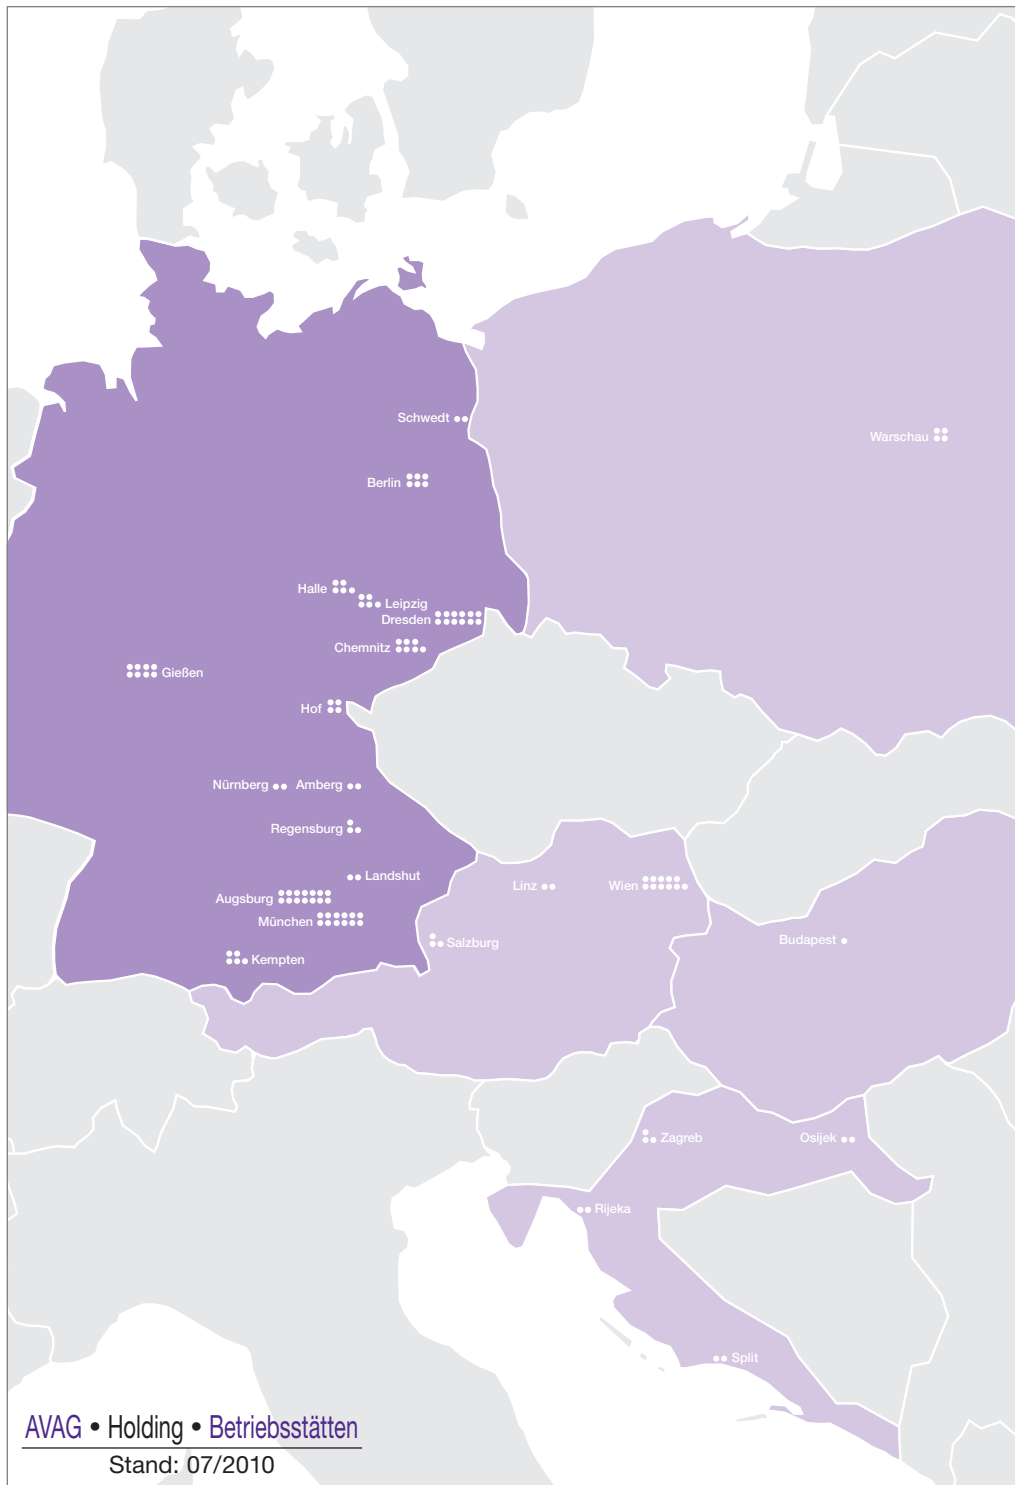 Schwedt
Warschau
Berlin
Halle
Leipzig
Dresden
Chemnitz
Gießen
Hof
Nürnberg
Amberg
Regensburg
Landshut
Augsburg
Linz
Wien
München
Salzburg
Budapest
Kempten
Zagreb
Osijek
Rijeka
Split
AVAG • Holding • Betriebsstätten
Stand: 07/2010